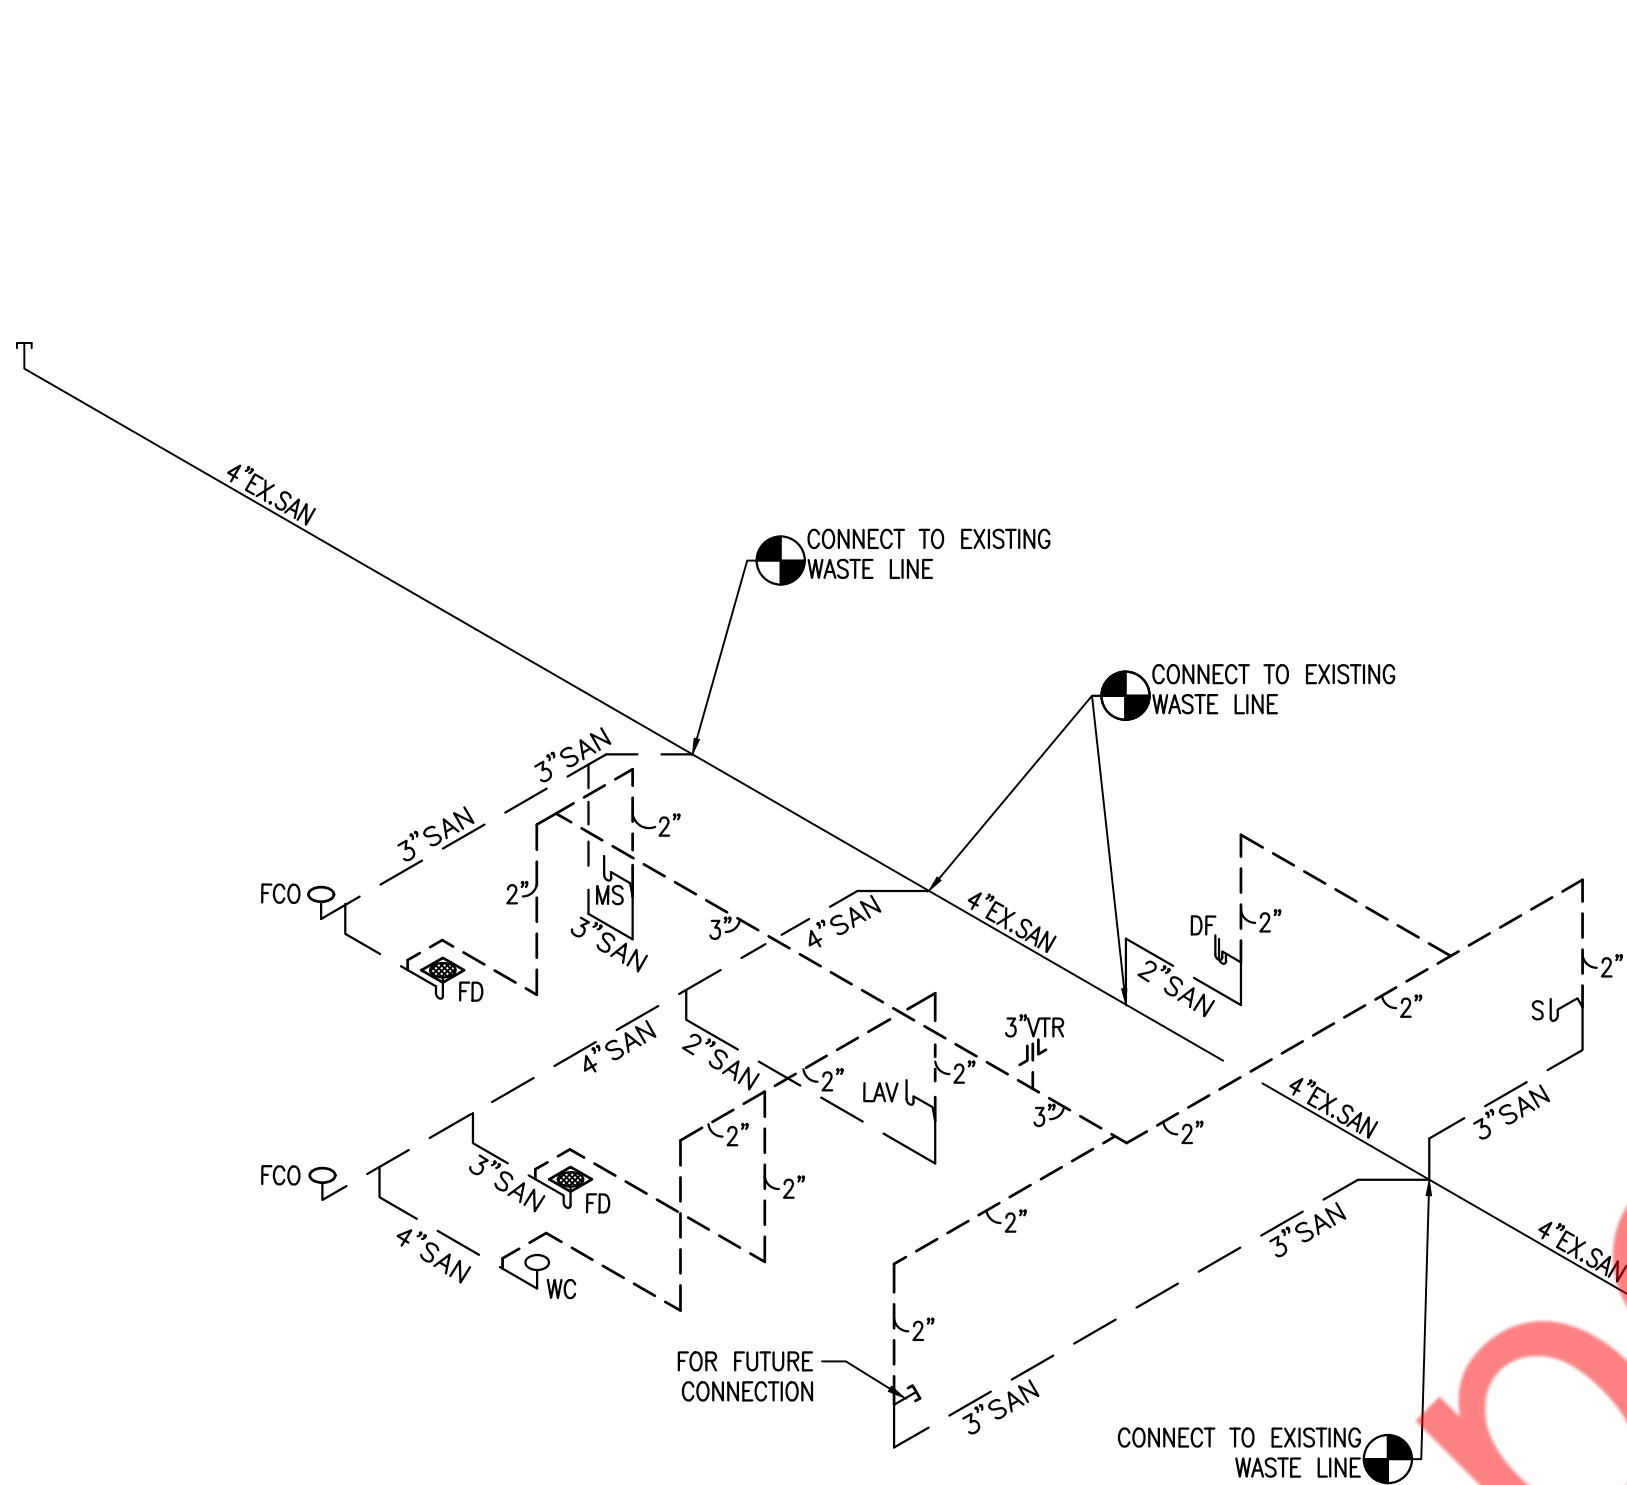 4"EX.SAN
CONNECT TO EXISTING
WASTE LINE
CONNECT TO EXISTING
WASTE LINE
3"SAN
3"SAN
2"
FCO
2"
MS
3"SAN
FD
3"
4"SAN
4"EX.SAN
DF
2"
2"SAN
2"
2"
S
4"SAN
2"SAN
2"
LAV
2"
3"VTR
3"
4"EX.SAN
3"SAN
2"
2"
FCO
3"SAN
FD
2"
4"SAN
WC
2"
3"SAN
4"EX.SAN
2"
FOR FUTURE
CONNECTION
3"SAN
CONNECT TO EXISTING
WASTE LINE